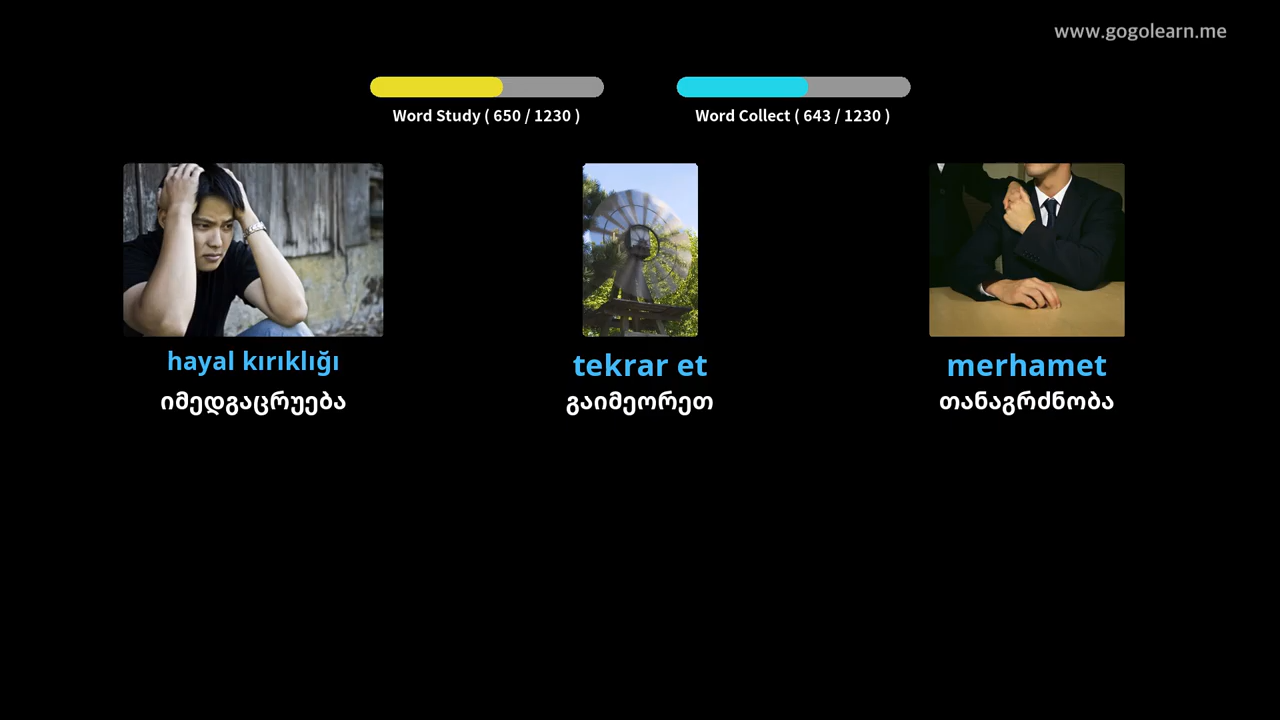 www.gogolearn.me
Word Study ( 650 / 1230 )
Word Collect ( 643 / 1230 )
hayal kırıklığı
იმედგაცრუება
tekrar et
გაიმეორეთ
merhamet
თანაგრძნობა